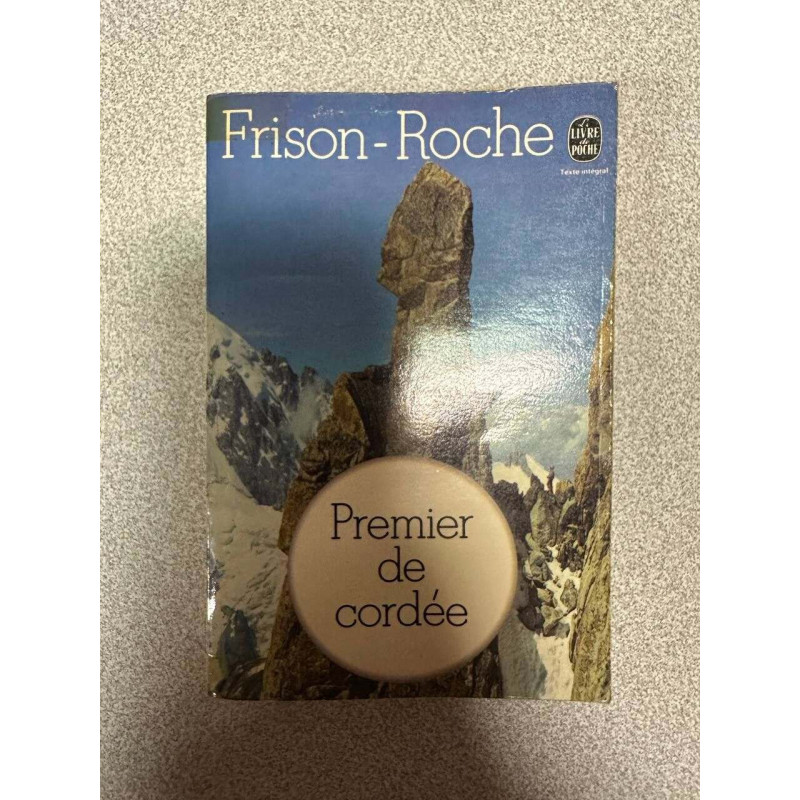 Frison-Roche
Le
LIVRE
de
POCHE
Texte intégral
Premier
de
cordée